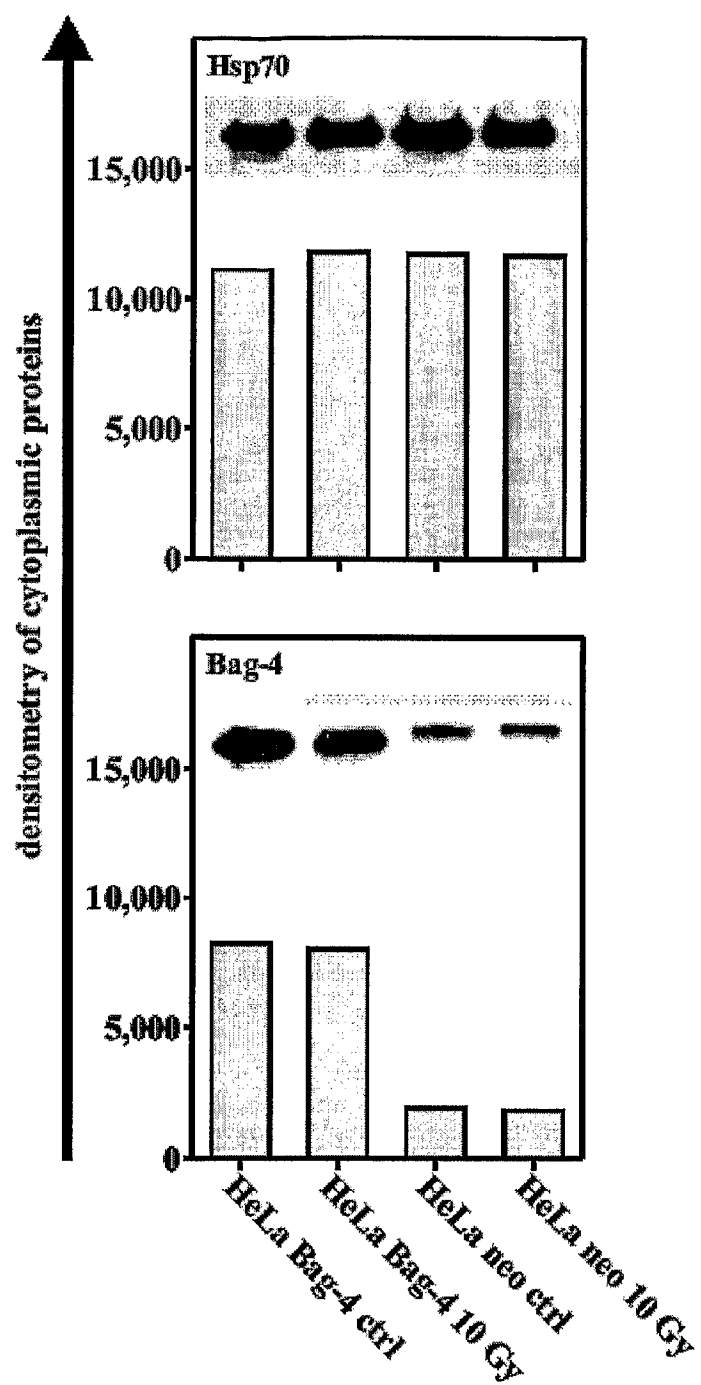 densitometry of cytoplasmic proteins
Hsp70
15,000
10,000
5,000
0
Bag-4
15,000
10,000
5,000
0
HeLa Bag-4 ctrl
HeLa Bag-4 10 Gy
HeLa neo ctrl
HeLa neo 10 Gy